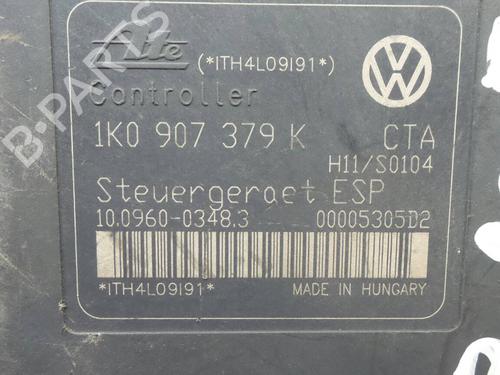 Ate (*ITH4L09I91*)
Controller
1K0 907 379 K CTA
H11/S0104
Steuergeraet ESP
10.0960-0348.3 00005305D2
*ITH4L09I91*
MADE IN HUNGARY
B-PARTS